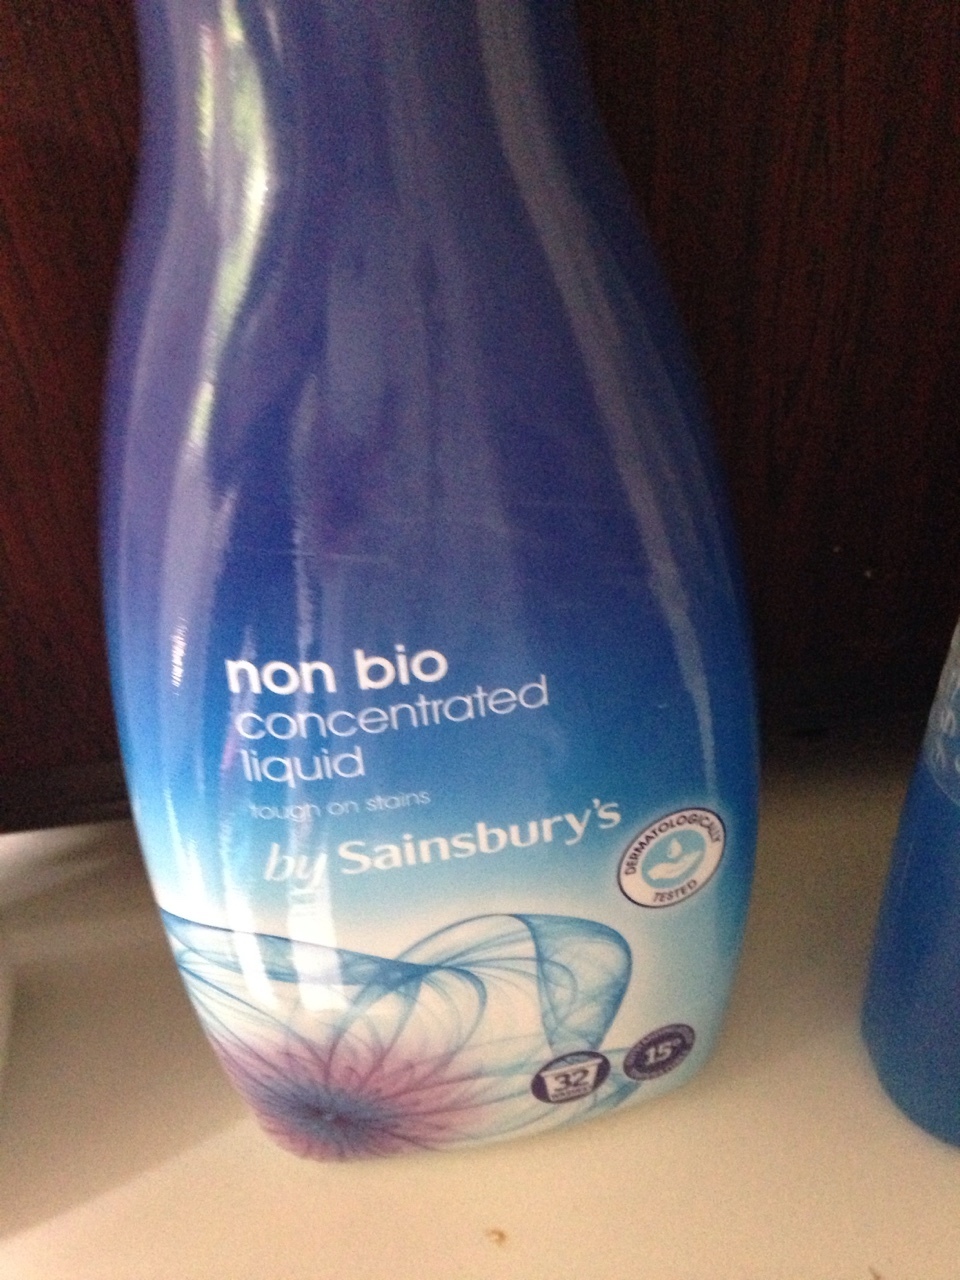 non bio
concentrated
liquid
tough on stains
by Sainsbury's
DERMATOLOGICALLY
TESTED
32
15°